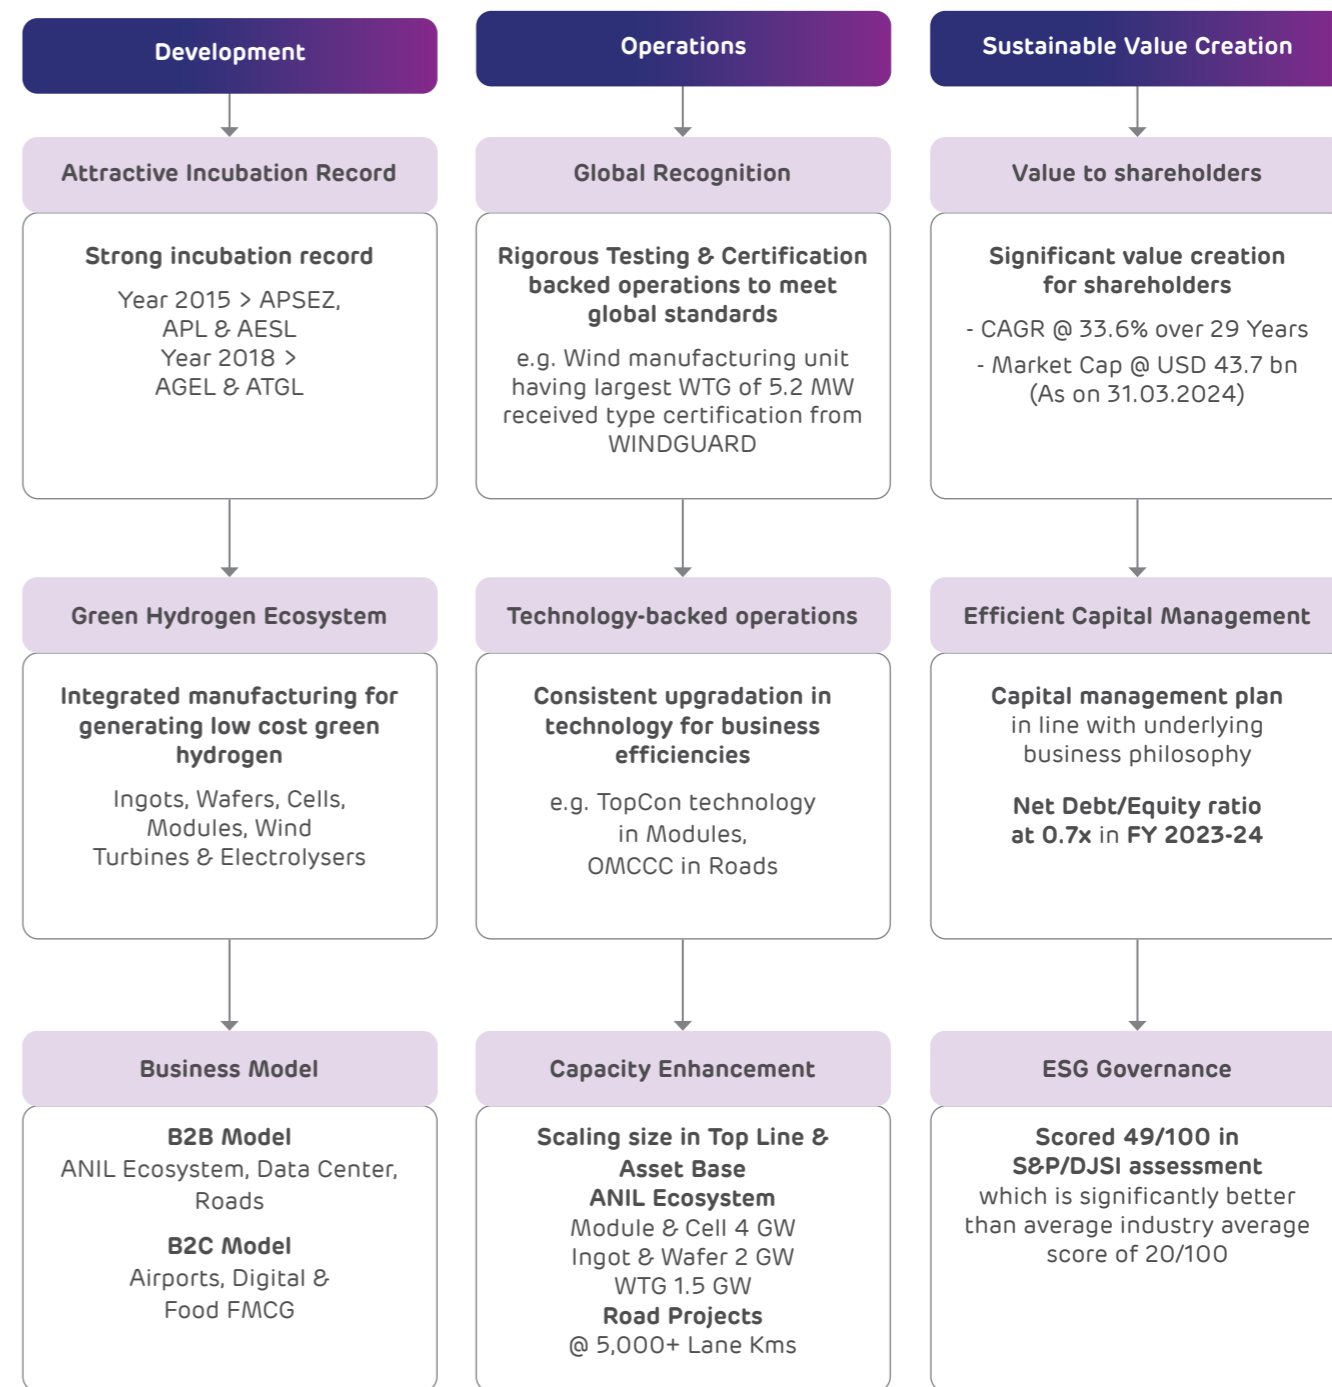 Development
Attractive Incubation Record
Strong incubation record
Year 2015 > APSEZ,
APL & AESL
Year 2018 >
AGEL & ATGL
Green Hydrogen Ecosystem
Integrated manufacturing for
generating low cost green
hydrogen
Ingots, Wafers, Cells,
Modules, Wind
Turbines & Electrolysers
Business Model
B2B Model
ANIL Ecosystem, Data Center,
Roads
B2C Model
Airports, Digital &
Food FMCG
Operations
Global Recognition
Rigorous Testing & Certification
backed operations to meet
global standards
e.g. Wind manufacturing unit
having largest WTG of 5.2 MW
received type certification from
WINDGUARD
Technology-backed operations
Consistent upgradation in
technology for business
efficiencies
e.g. TopCon technology
in Modules,
OMCCC in Roads
Capacity Enhancement
Scaling size in Top Line &
Asset Base
ANIL Ecosystem
Module & Cell 4 GW
Ingot & Wafer 2 GW
WTG 1.5 GW
Road Projects
@ 5,000+ Lane Kms
Sustainable Value Creation
Value to shareholders
Significant value creation
for shareholders
- CAGR @ 33.6% over 29 Years
- Market Cap @ USD 43.7 bn
(As on 31.03.2024)
Efficient Capital Management
Capital management plan
in line with underlying
business philosophy
Net Debt/Equity ratio
at 0.7x in FY 2023-24
ESG Governance
Scored 49/100 in
S&P/DJSI assessment
which is significantly better
than average industry average
score of 20/100